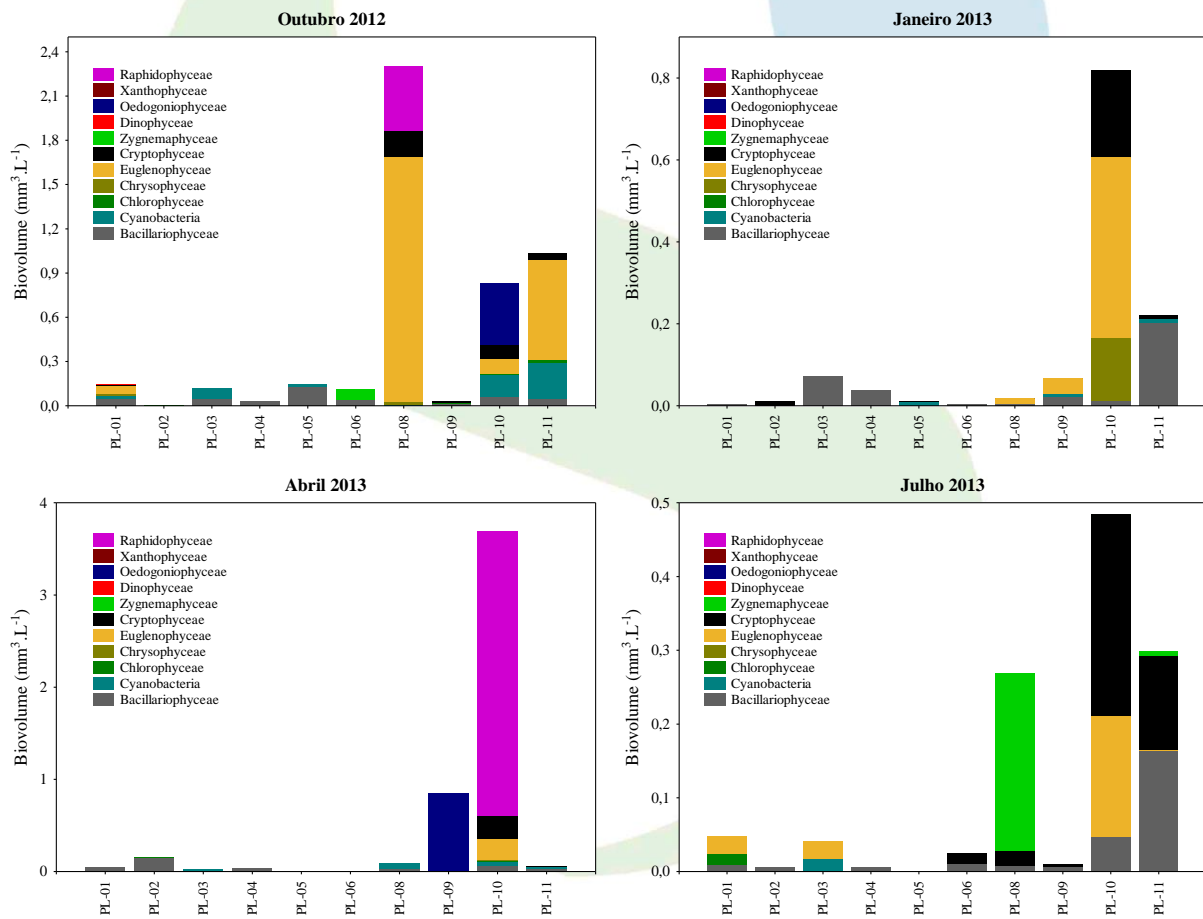 Outubro 2012
Biovolume (mm³.L⁻¹)
2,4
2,1
1,8
1,5
1,2
0,9
0,6
0,3
0,0
Raphidophyceae
Xanthophyceae
Oedogoniophyceae
Dinophyceae
Zygnemaphyceae
Cryptophyceae
Euglenophyceae
Chrysophyceae
Chlorophyceae
Cyanobacteria
Bacillariophyceae
PL-01 PL-02 PL-03 PL-04 PL-05 PL-06 PL-08 PL-09 PL-10 PL-11
Janeiro 2013
Biovolume (mm³.L⁻¹)
0,8
0,6
0,4
0,2
0,0
Raphidophyceae
Xanthophyceae
Oedogoniophyceae
Dinophyceae
Zygnemaphyceae
Cryptophyceae
Euglenophyceae
Chrysophyceae
Chlorophyceae
Cyanobacteria
Bacillariophyceae
PL-01 PL-02 PL-03 PL-04 PL-05 PL-06 PL-08 PL-09 PL-10 PL-11
Abril 2013
Biovolume (mm³.L⁻¹)
4
3
2
1
0
Raphidophyceae
Xanthophyceae
Oedogoniophyceae
Dinophyceae
Zygnemaphyceae
Cryptophyceae
Euglenophyceae
Chrysophyceae
Chlorophyceae
Cyanobacteria
Bacillariophyceae
PL-01 PL-02 PL-03 PL-04 PL-05 PL-06 PL-08 PL-09 PL-10 PL-11
Julho 2013
Biovolume (mm³.L⁻¹)
0,5
0,4
0,3
0,2
0,1
0,0
Raphidophyceae
Xanthophyceae
Oedogoniophyceae
Dinophyceae
Zygnemaphyceae
Cryptophyceae
Euglenophyceae
Chrysophyceae
Chlorophyceae
Cyanobacteria
Bacillariophyceae
PL-01 PL-02 PL-03 PL-04 PL-05 PL-06 PL-08 PL-09 PL-10 PL-11